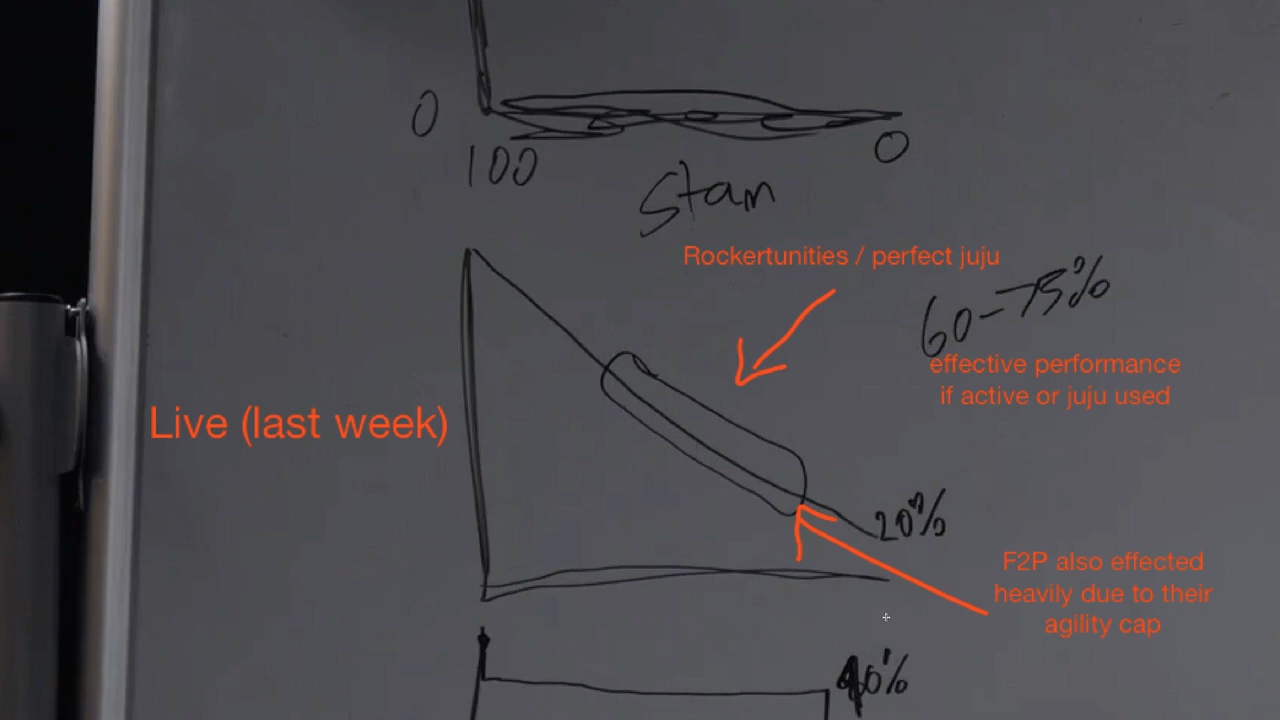 0
100
0
Stam
Rockertunities / perfect juju
60-75%
effective performance
if active or juju used
Live (last week)
20%
F2P also effected
heavily due to their
agility cap